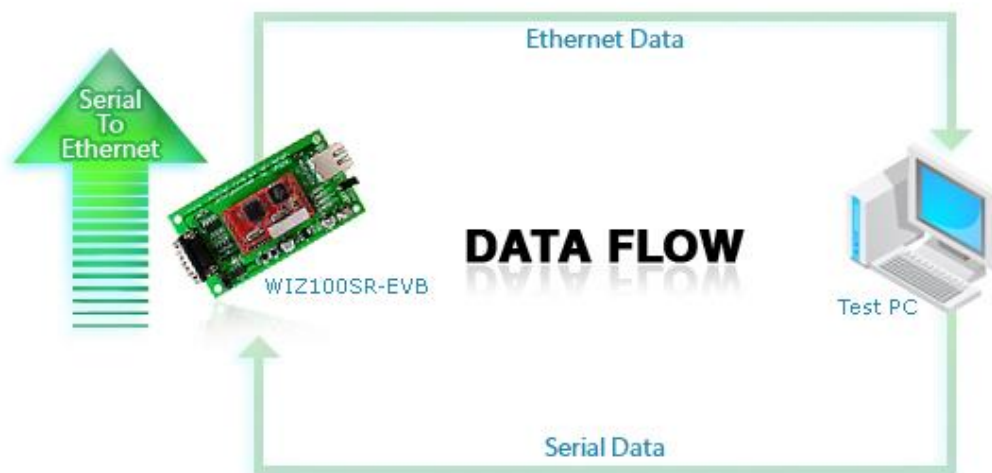 Ethernet Data
Serial
To
Ethernet
DATA FLOW
WIZ100SR-EVB
Test PC
Serial Data